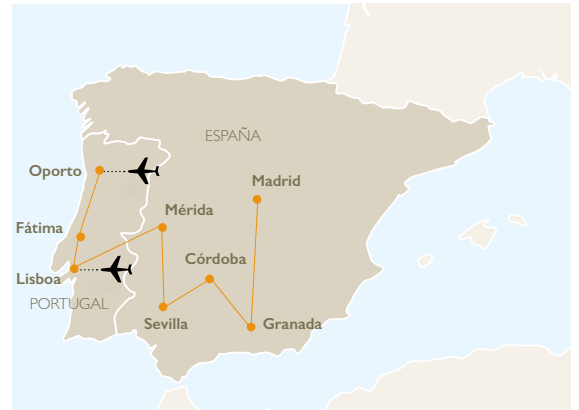 ESPAÑA
Oporto
Madrid
Mérida
Fátima
Córdoba
Lisboa
PORTUGAL
Sevilla
Granada